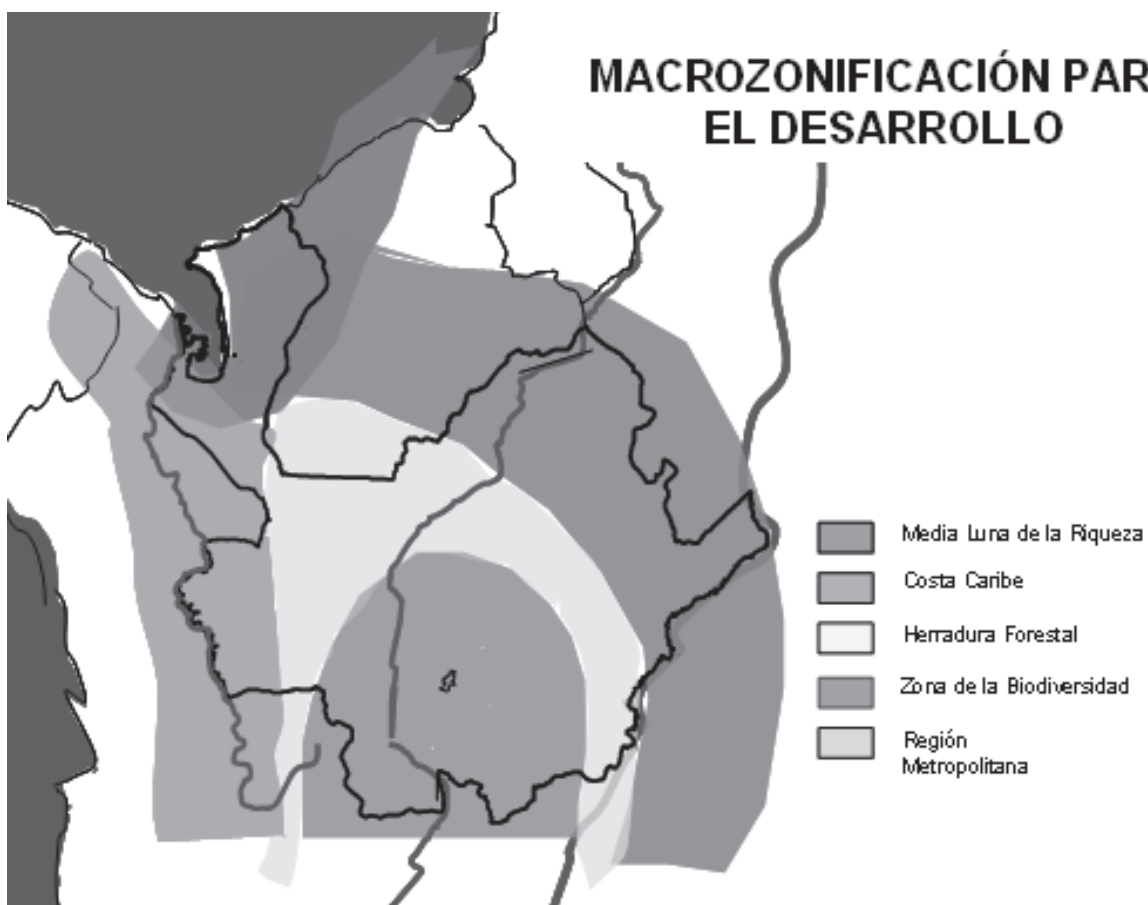 MACROZONIFICACIÓN PAR
EL DESARROLLO
Media Luna de la Riqueza
Costa Caribe
Herradura Forestal
Zona de la Biodiversidad
Región
Metropolitana